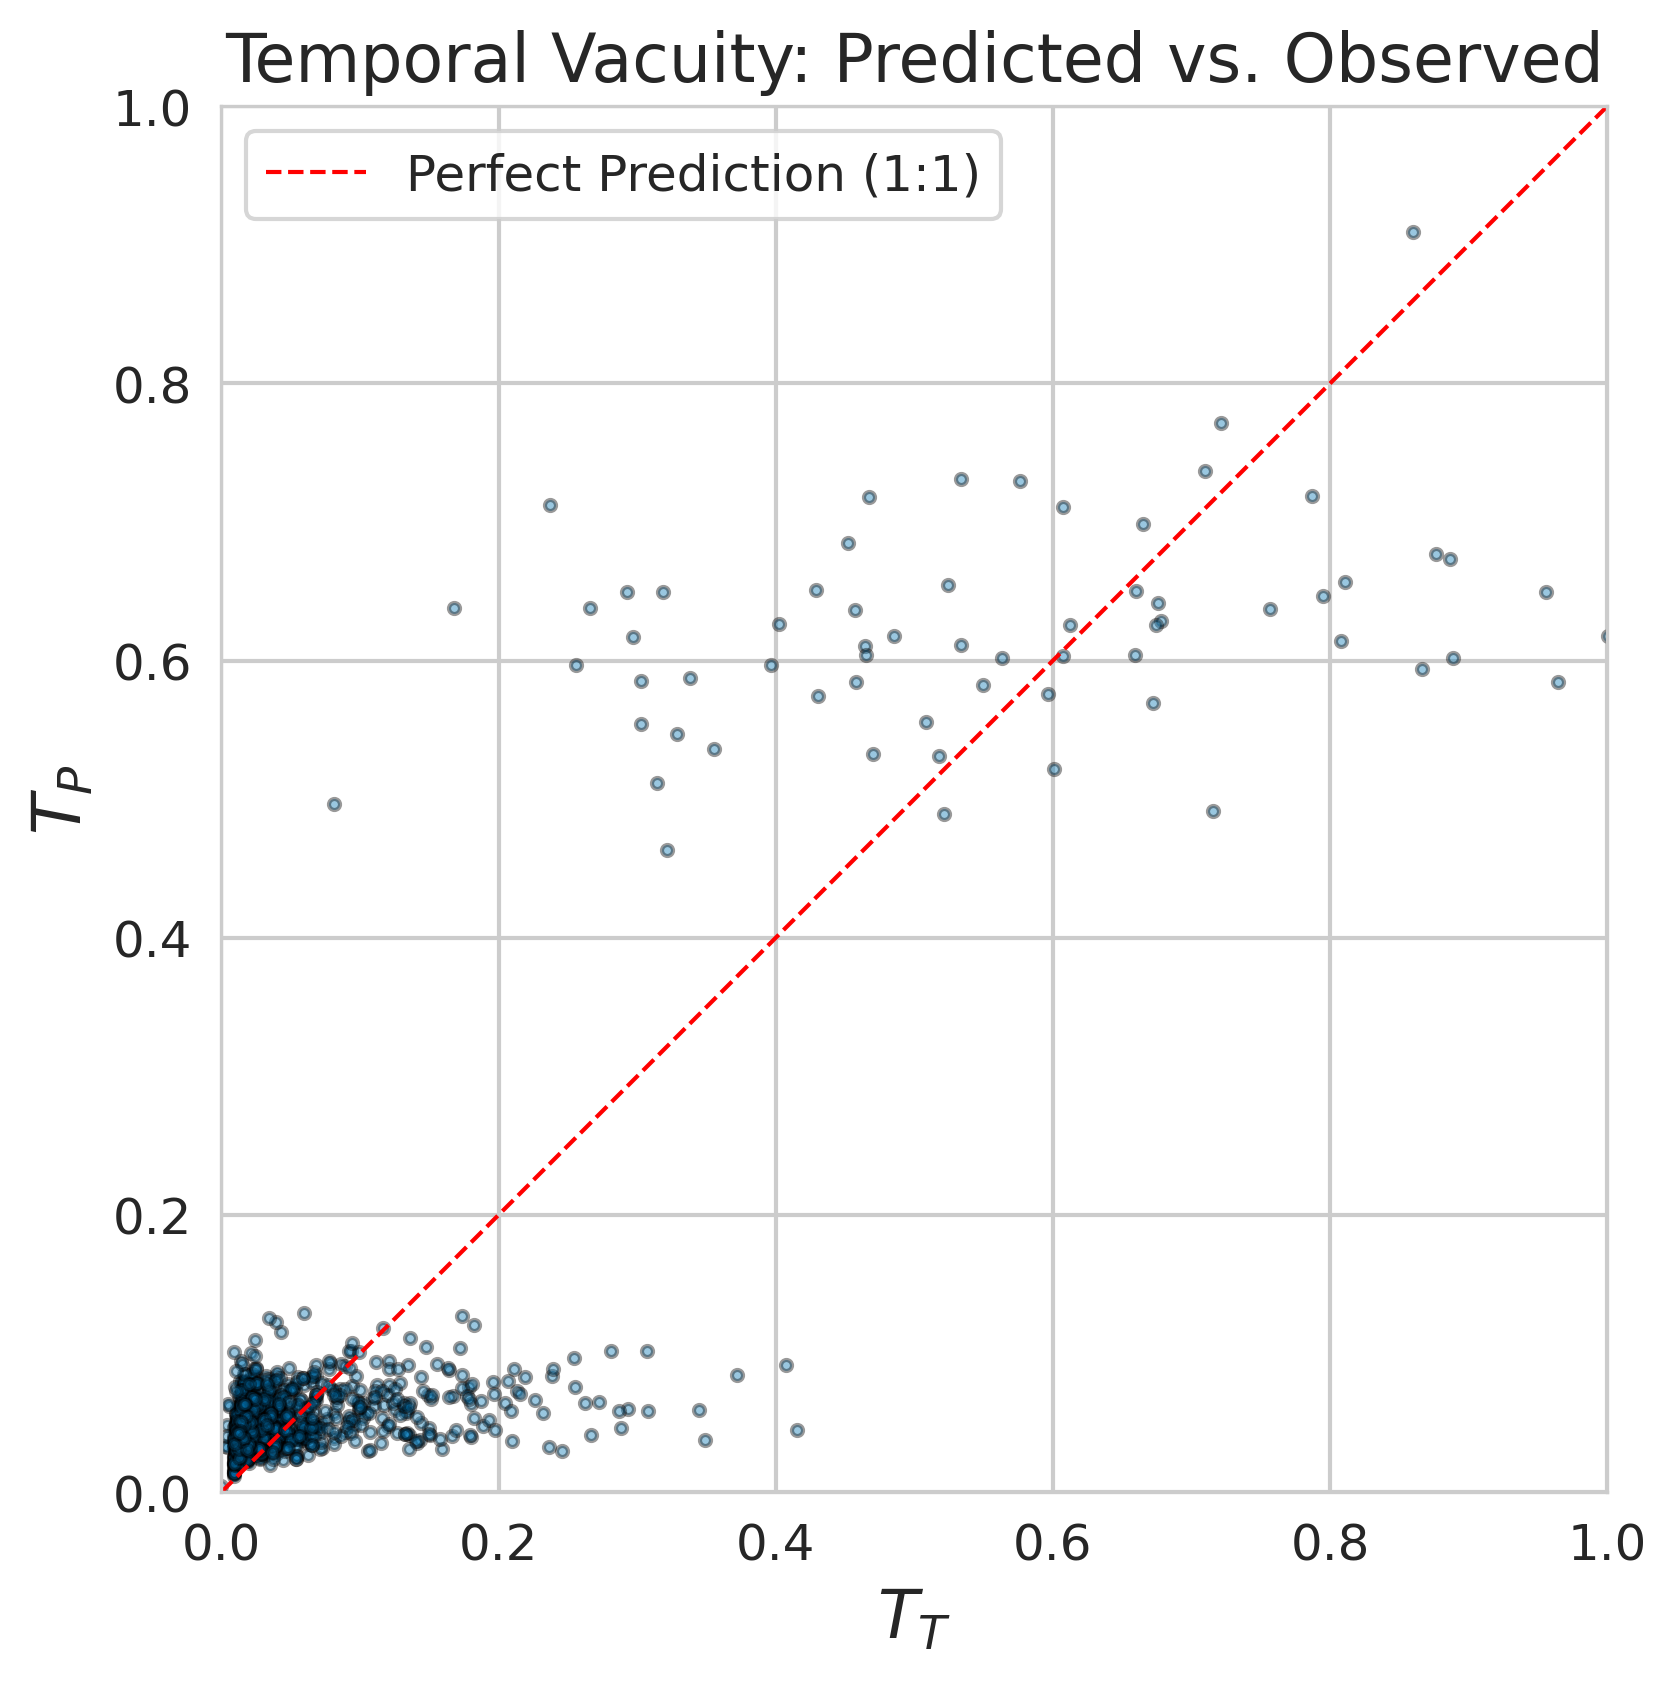 Temporal Vacuity: Predicted vs. Observed
1.0
Perfect Prediction (1:1)
0.8
0.6
T_P
0.4
0.2
0.0
0.0 0.2 0.4 0.6 0.8 1.0
T_T